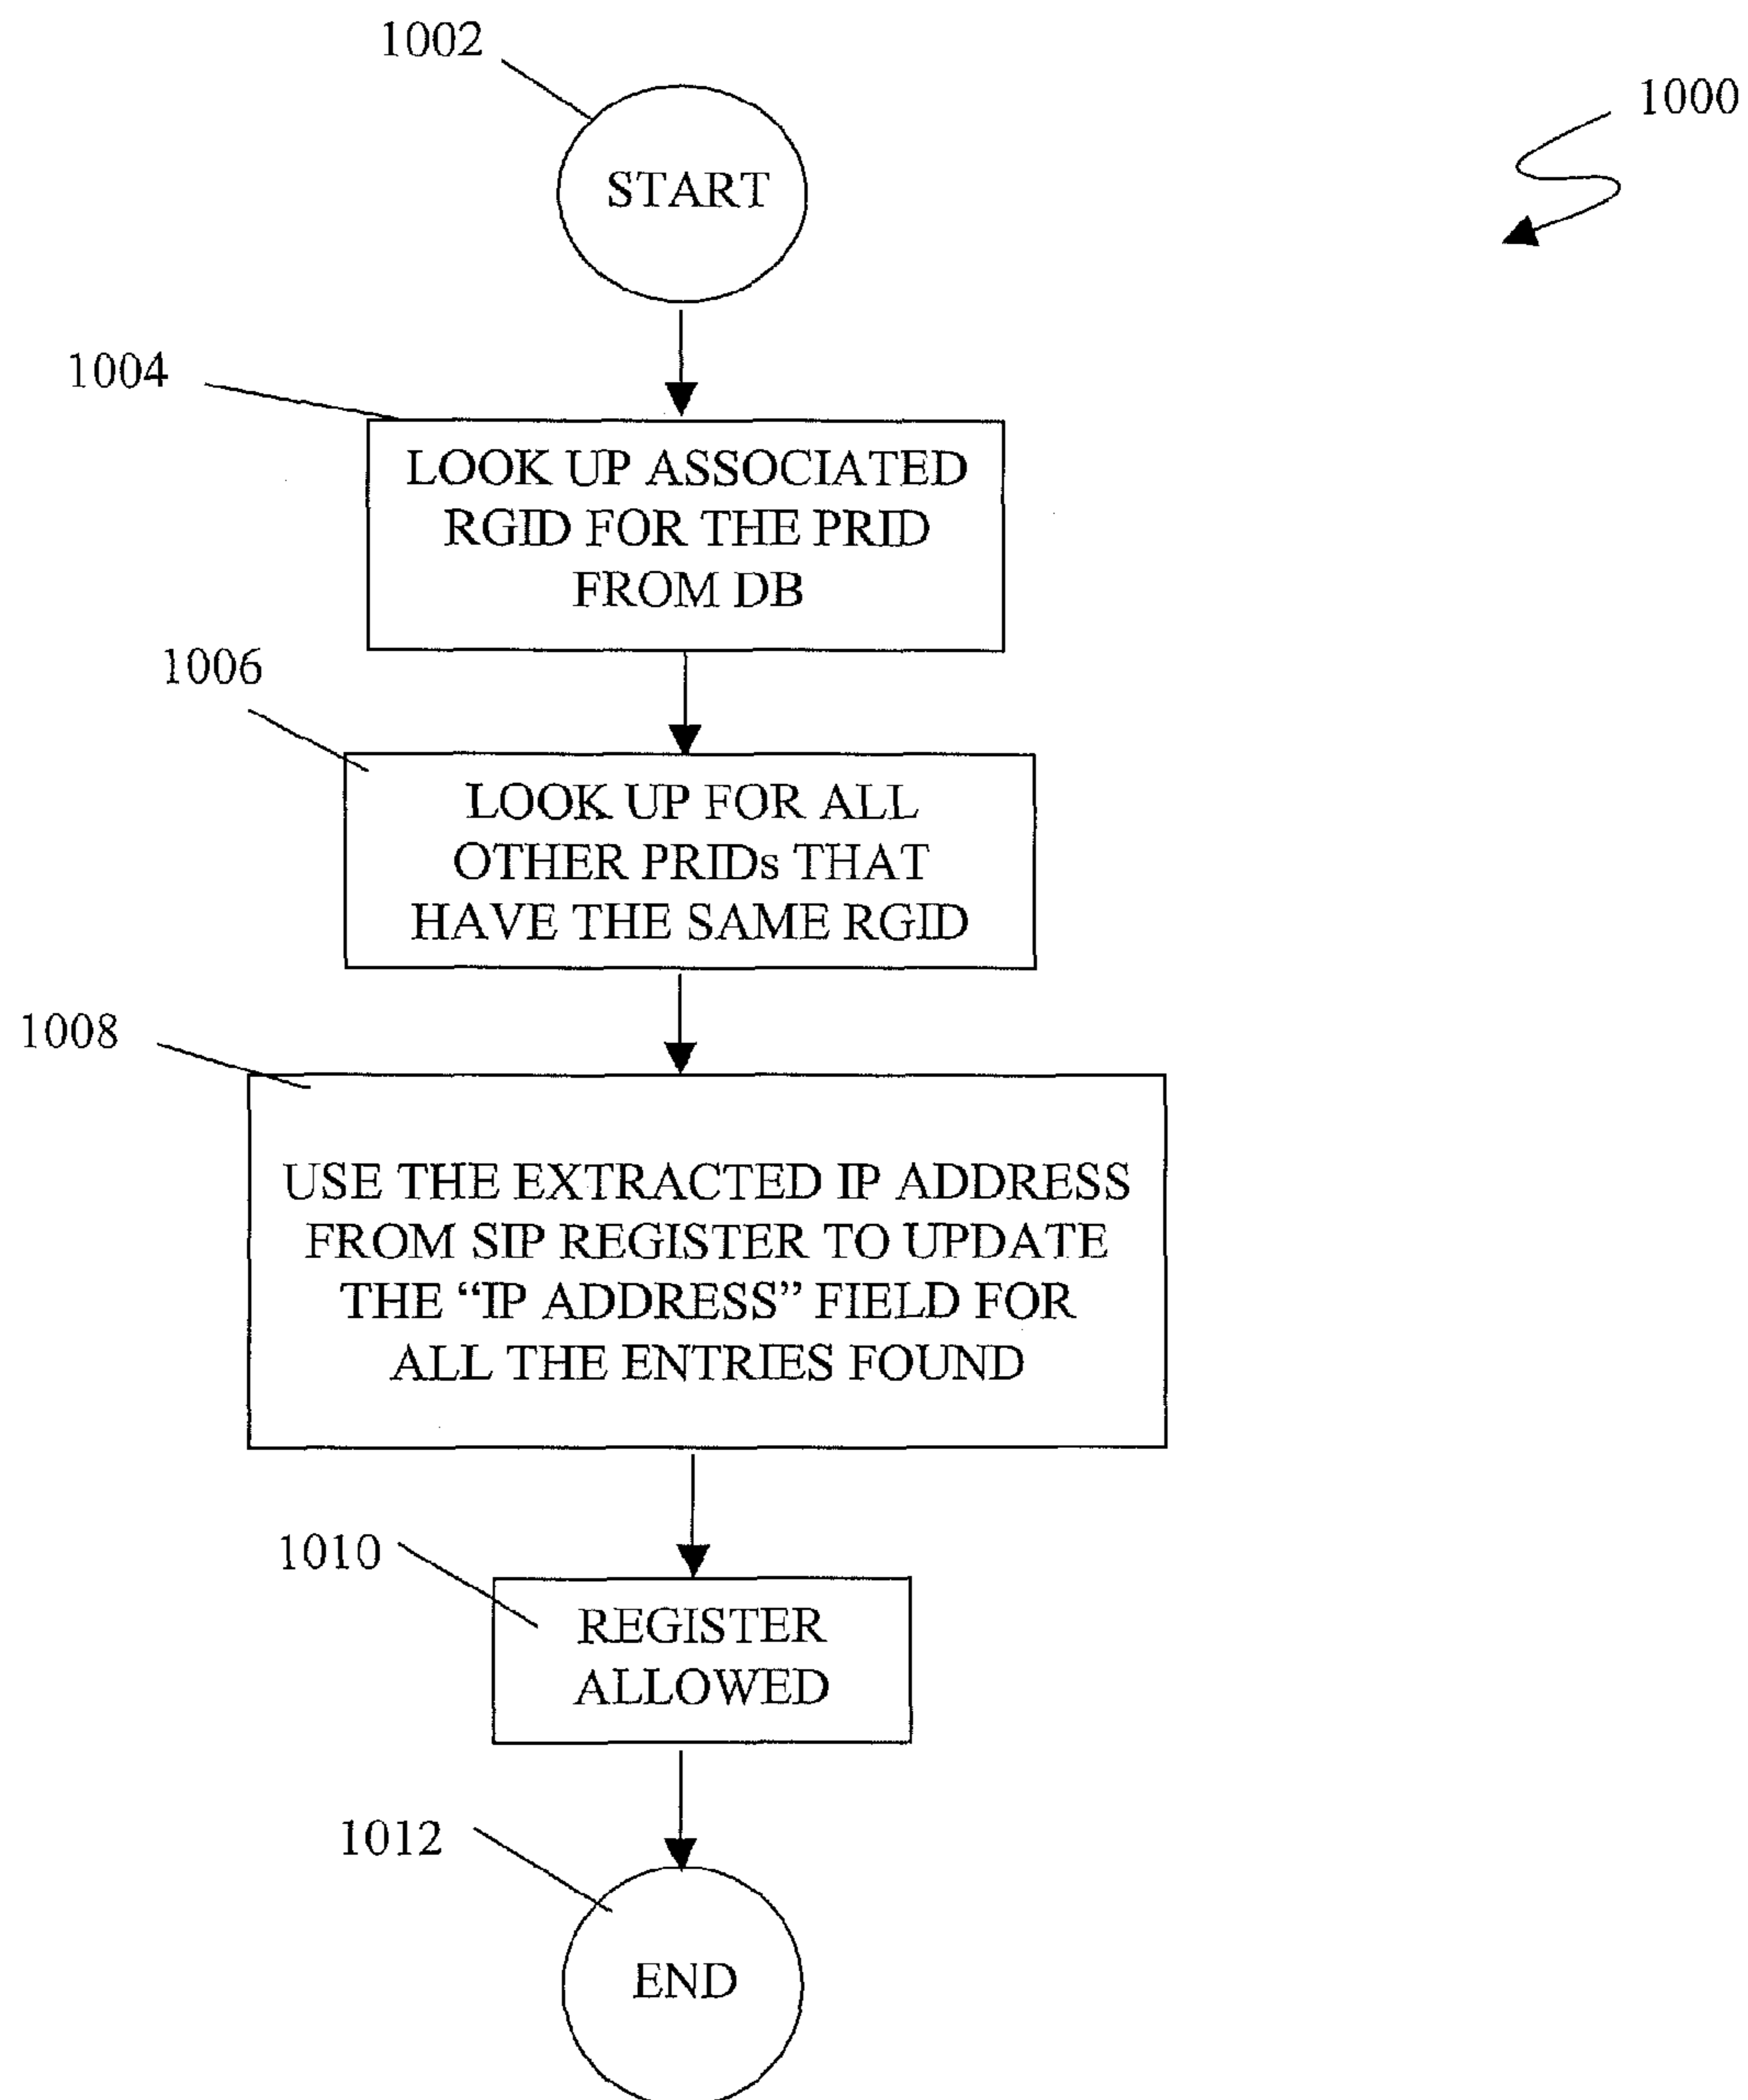 1002
1000
START
1004
LOOK UP ASSOCIATED
RGID FOR THE PRID
FROM DB
1006
LOOK UP FOR ALL
OTHER PRIDs THAT
HAVE THE SAME RGID
1008
USE THE EXTRACTED IP ADDRESS
FROM SIP REGISTER TO UPDATE
THE “IP ADDRESS” FIELD FOR
ALL THE ENTRIES FOUND
1010
REGISTER
ALLOWED
1012
END